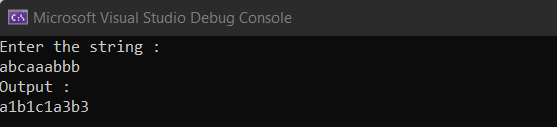 C:\ Microsoft Visual Studio Debug Console
Enter the string :
abcaaabbb
Output :
a1b1c1a3b3